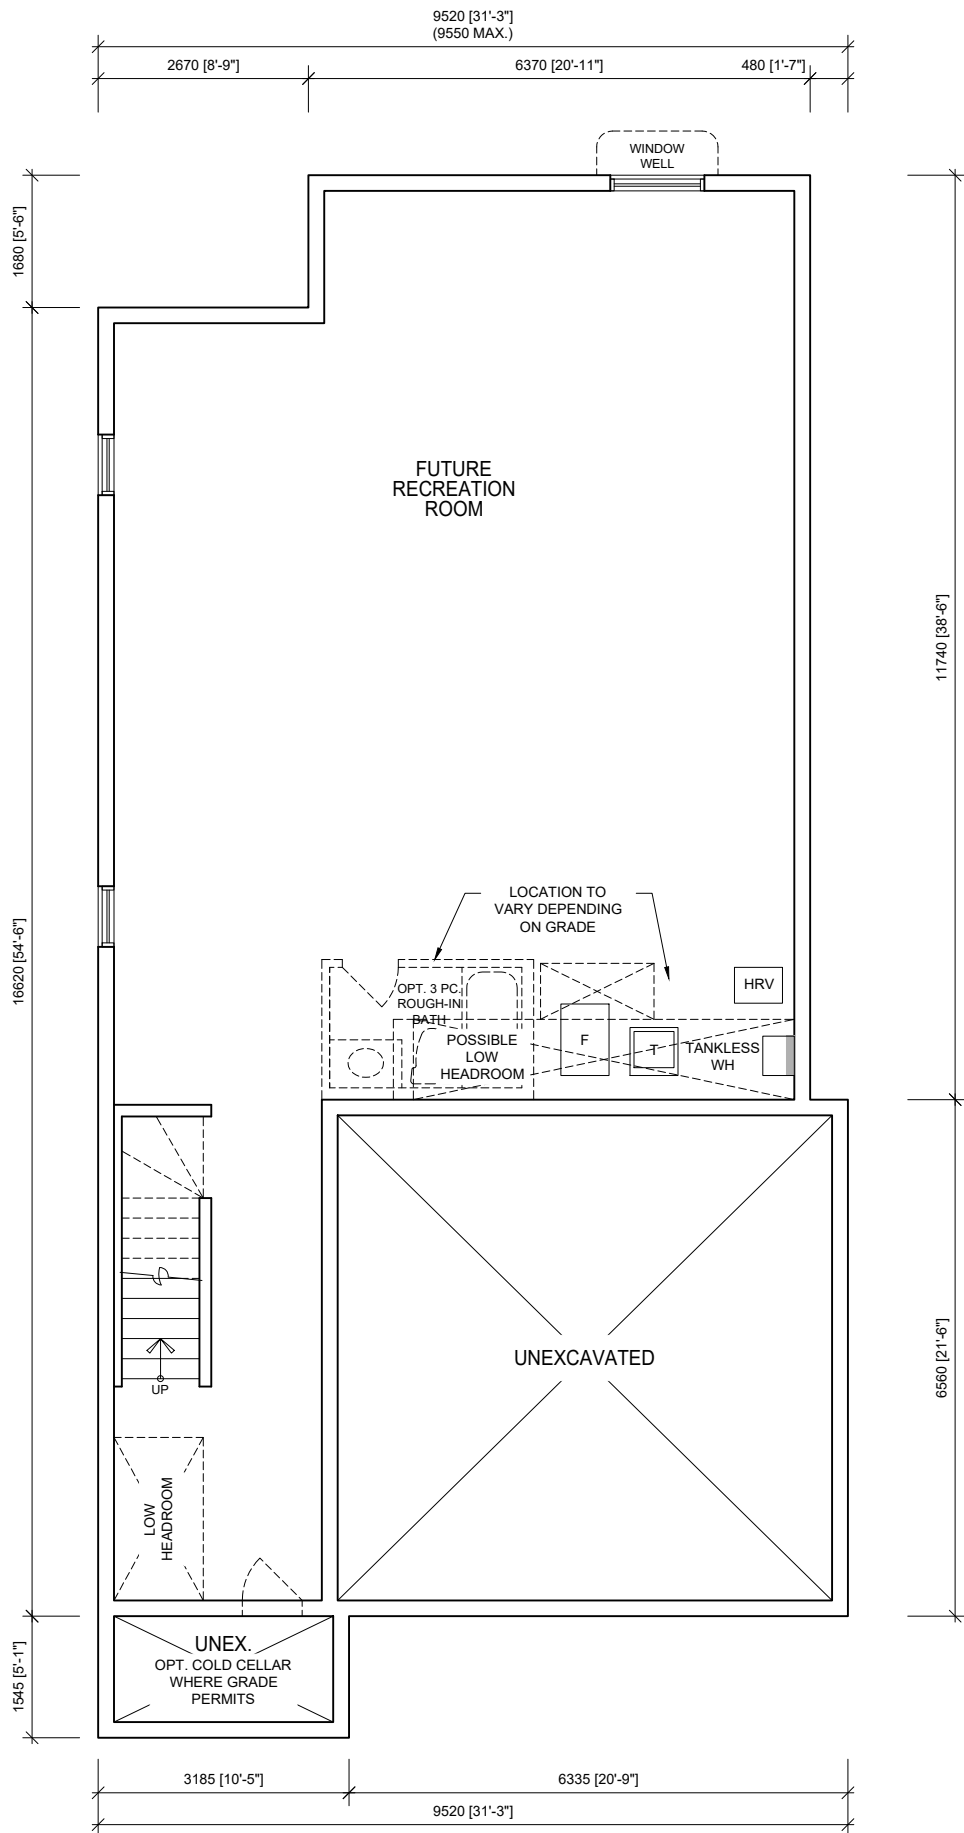 9520 [31'-3"]
(9550 MAX.)
2670 [8'-9"]
6370 [20'-11"]
480 [1'-7"]
WINDOW
WELL
1680 [5'-6"]
FUTURE
RECREATION
ROOM
11740 [38'-6"]
16620 [54'-6"]
LOCATION TO
VARY DEPENDING
ON GRADE
OPT. 3 PC.
ROUGH-IN
BATH
HRV
POSSIBLE
LOW
HEADROOM
F
T
TANKLESS
WH
UP
UNEXCAVATED
6560 [21'-6"]
LOW
HEADROOM
UNEX.
OPT. COLD CELLAR
WHERE GRADE
PERMITS
1545 [5'-1"]
3185 [10'-5"]
6335 [20'-9"]
9520 [31'-3"]